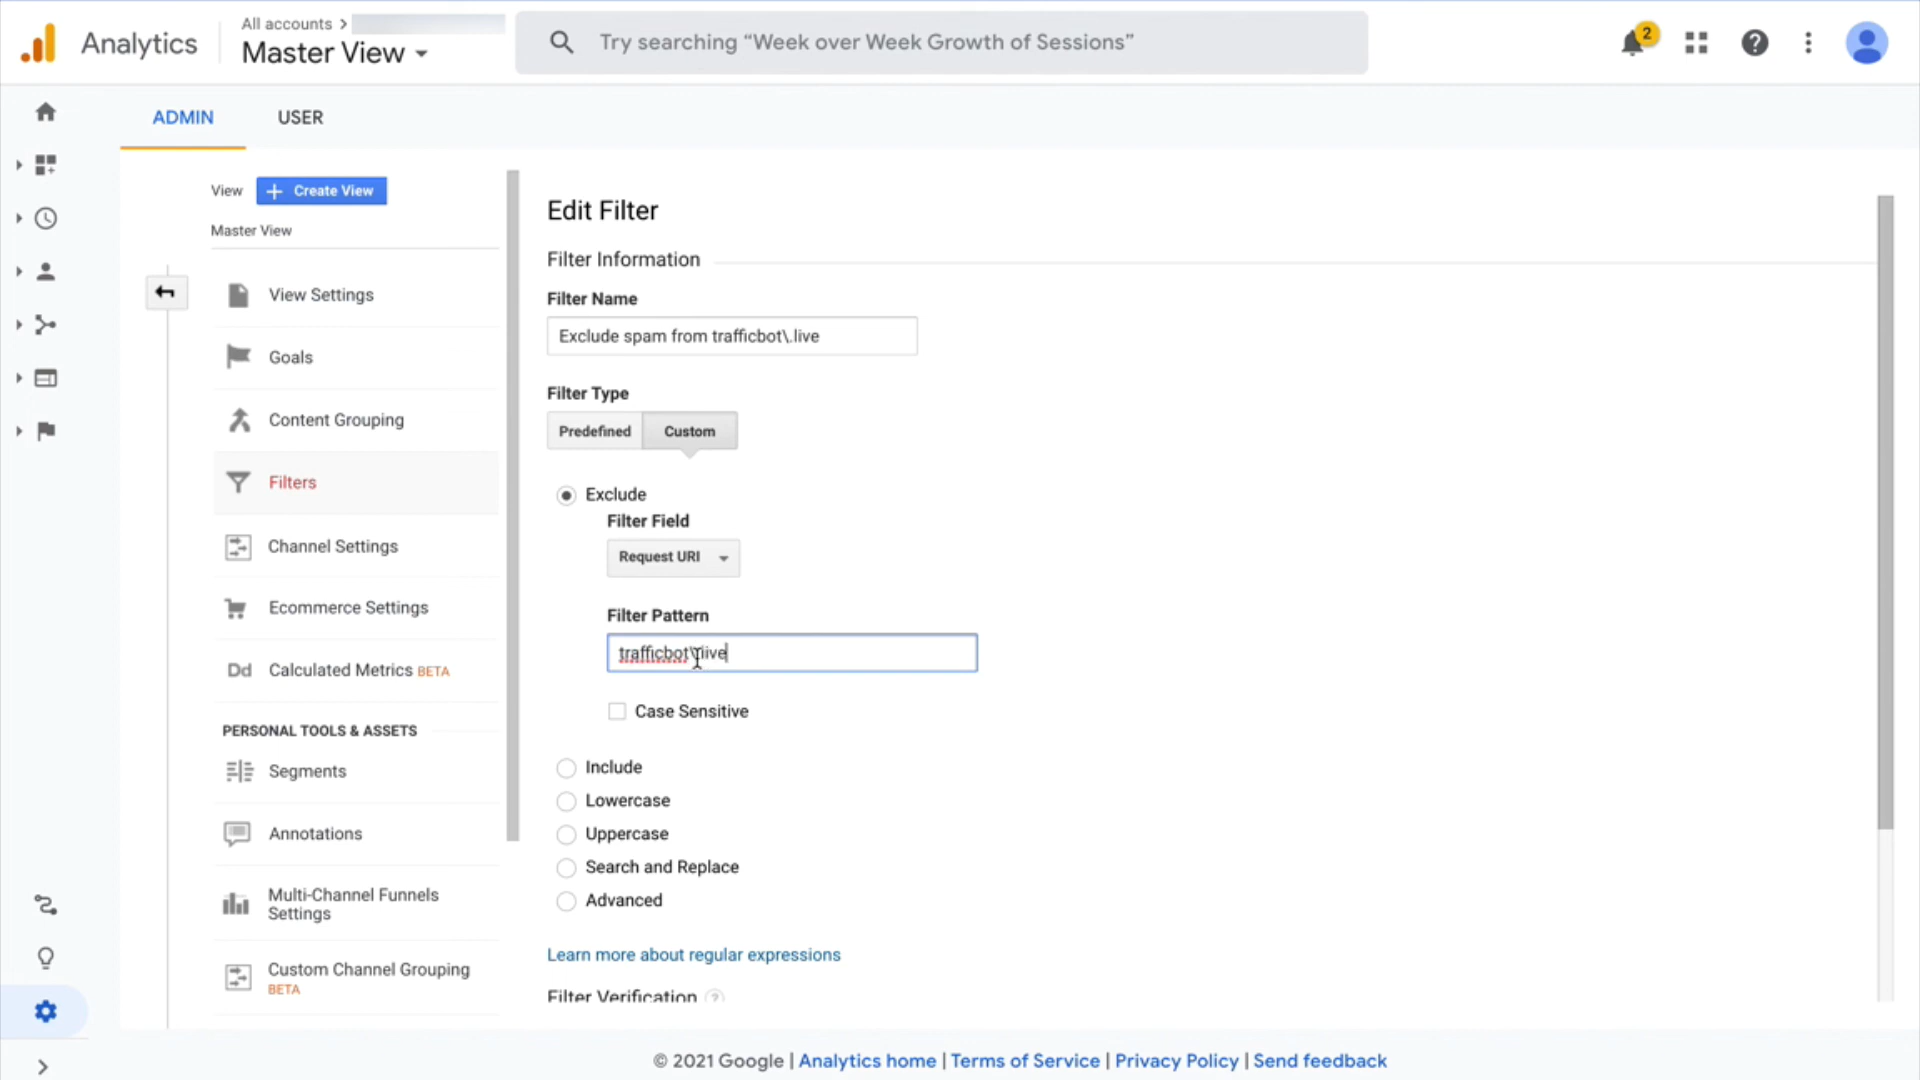 Analytics
All accounts >
Master View
Try searching “Week over Week Growth of Sessions”
2
ADMIN
USER
View
+ Create View
Master View
View Settings
Goals
Content Grouping
Filters
Channel Settings
Ecommerce Settings
Dd Calculated Metrics BETA
PERSONAL TOOLS & ASSETS
Segments
Annotations
Multi-Channel Funnels
Settings
Custom Channel Grouping
BETA
Edit Filter
Filter Information
Filter Name
Exclude spam from trafficbot\.live
Filter Type
Predefined
Custom
Exclude
Filter Field
Request URI
Filter Pattern
trafficbot\.live
Case Sensitive
Include
Lowercase
Uppercase
Search and Replace
Advanced
Learn more about regular expressions
Filter Verification ?
© 2021 Google | Analytics home | Terms of Service | Privacy Policy | Send feedback